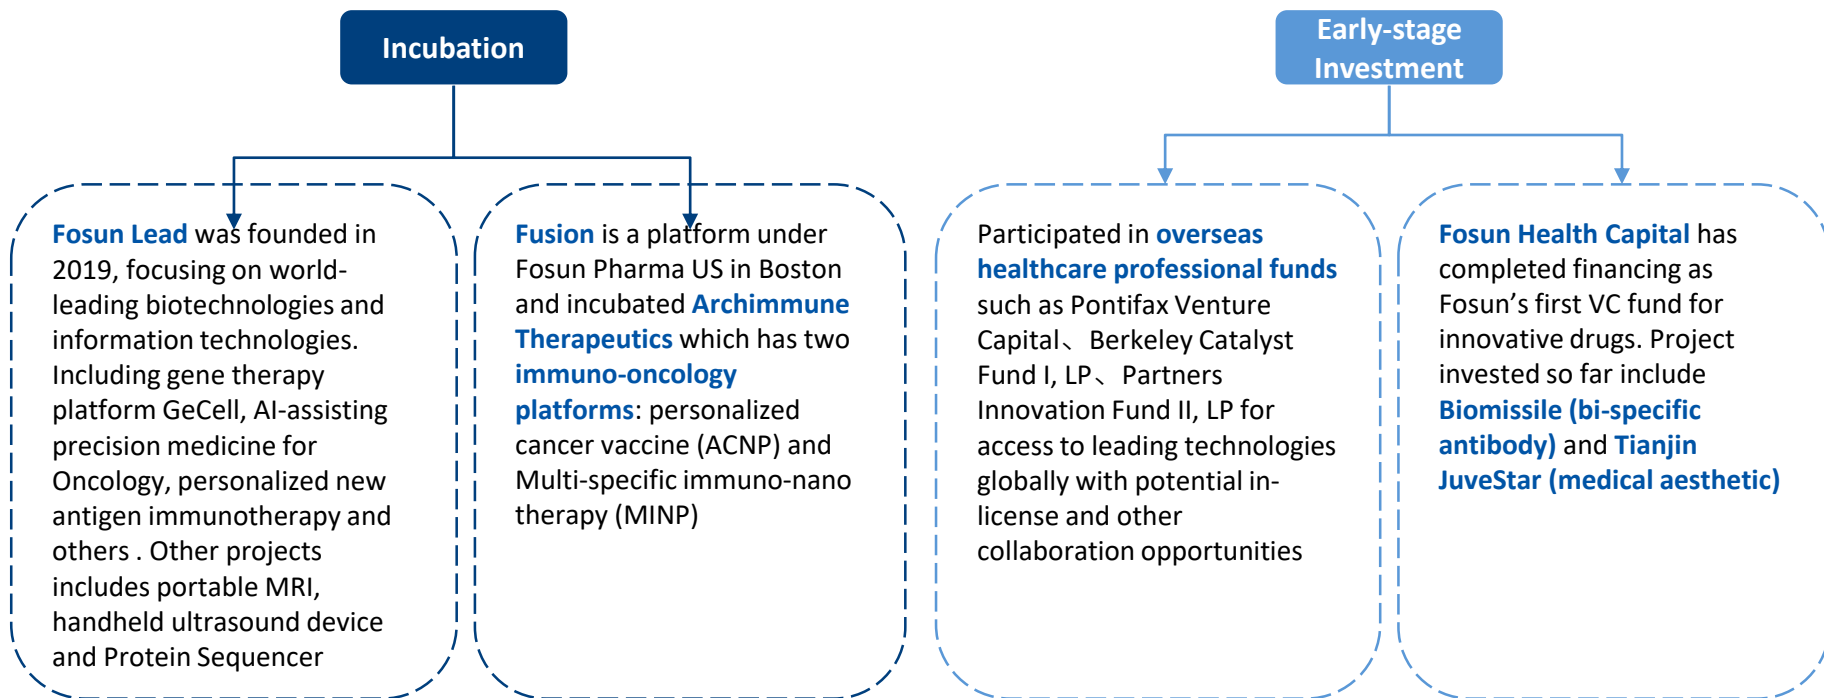 Incubation
Early-stage
Investment
Fosun Lead was founded in
2019, focusing on world-
leading biotechnologies and
information technologies.
Including gene therapy
platform GeCell, AI-assisting
precision medicine for
Oncology, personalized new
antigen immunotherapy and
others . Other projects
includes portable MRI,
handheld ultrasound device
and Protein Sequencer
Fusion is a platform under
Fosun Pharma US in Boston
and incubated Archimmune
Therapeutics which has two
immuno-oncology
platforms: personalized
cancer vaccine (ACNP) and
Multi-specific immuno-nano
therapy (MINP)
Participated in overseas
healthcare professional funds
such as Pontifax Venture
Capital、Berkeley Catalyst
Fund I, LP、Partners
Innovation Fund II, LP for
access to leading technologies
globally with potential in-
license and other
collaboration opportunities
Fosun Health Capital has
completed financing as
Fosun’s first VC fund for
innovative drugs. Project
invested so far include
Biomissile (bi-specific
antibody) and Tianjin
JuveStar (medical aesthetic)